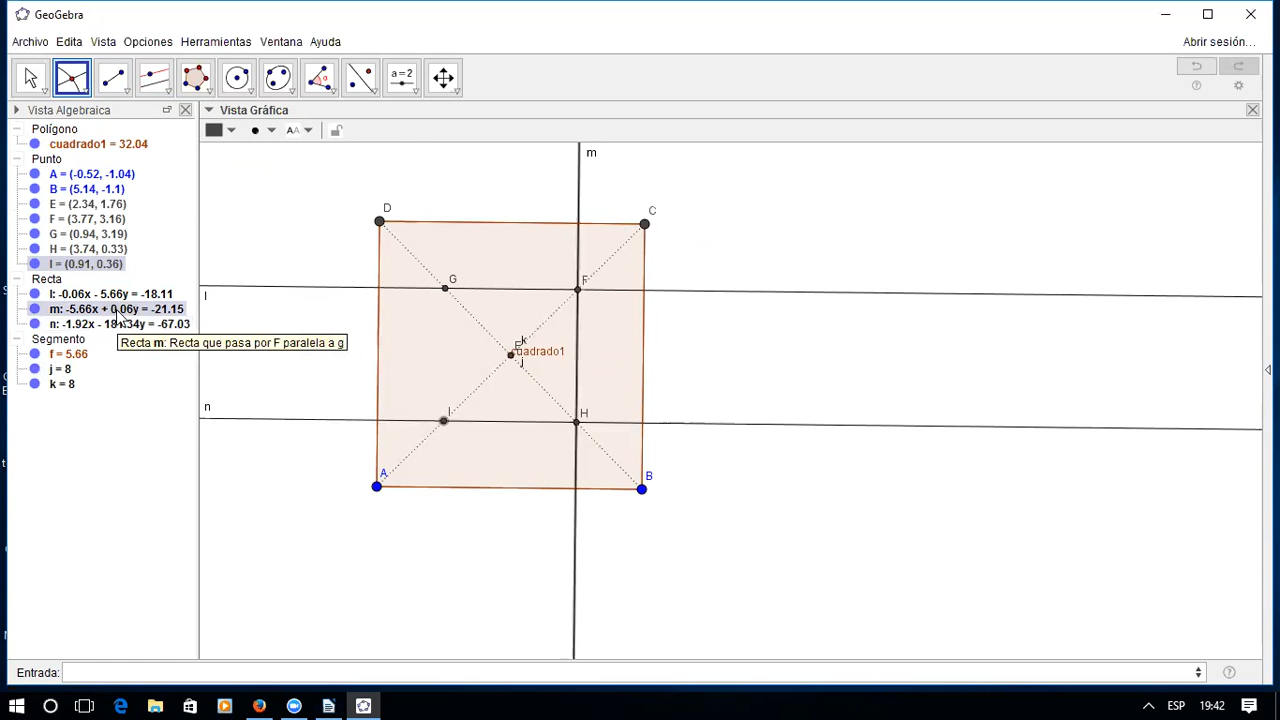 GeoGebra
Archivo Edita Vista Opciones Herramientas Ventana Ayuda
Abrir sesión...
a=2
Vista Algebraica
Vista Gráfica
AA
Polígono
cuadrado1 = 32.04
Punto
A = (-0.52, -1.04)
B = (5.14, -1.1)
E = (2.34, 1.76)
F = (3.77, 3.16)
G = (0.94, 3.19)
H = (3.74, 0.33)
I = (0.91, 0.36)
Recta
l: -0.06x - 5.66y = -18.11
m: -5.66x + 0.06y = -21.15
n: -1.92x - 181.34y = -67.03
Recta m: Recta que pasa por F paralela a g
Segmento
f = 5.66
j = 8
k = 8
m
D
C
G
F
l
E
k
cuadrado1
j
n
I
H
A
B
Entrada:
ESP 19:42